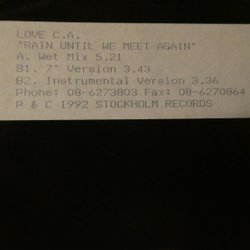 LOVE C.A.
"RAIN UNTIL WE MEET AGAIN"
A. Wet Mix 5.21
B1. 7" Version 3.43
B2. Instrumental Version 3.36
Phone: 08-6273803 Fax: 08-6270864
P & C 1992 STOCKHOLM RECORDS